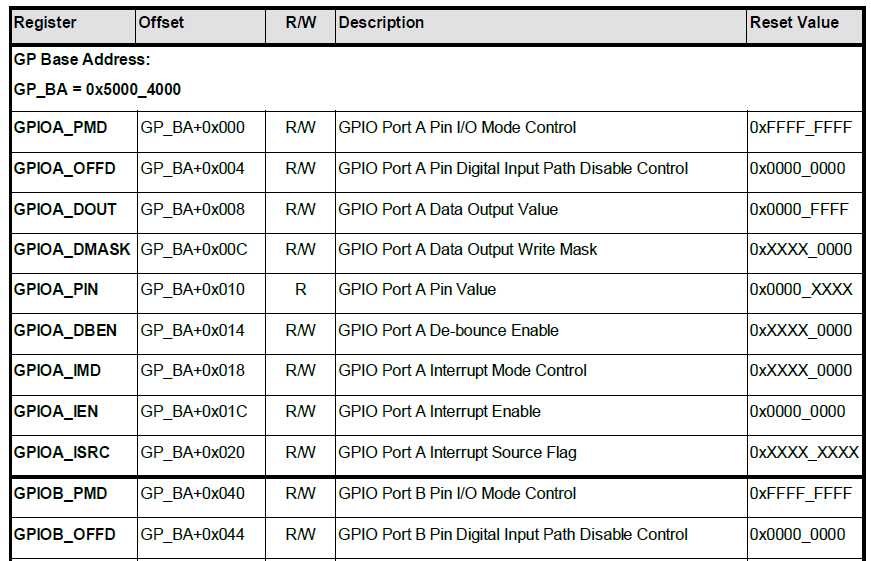 Register Offset R/W Description Reset Value
GP Base Address:
GP_BA = 0x5000_4000
GPIOA_PMD GP_BA+0x000 R/W GPIO Port A Pin I/O Mode Control 0xFFFF_FFFF
GPIOA_OFFD GP_BA+0x004 R/W GPIO Port A Pin Digital Input Path Disable Control 0x0000_0000
GPIOA_DOUT GP_BA+0x008 R/W GPIO Port A Data Output Value 0x0000_FFFF
GPIOA_DMASK GP_BA+0x00C R/W GPIO Port A Data Output Write Mask 0xXXXX_0000
GPIOA_PIN GP_BA+0x010 R GPIO Port A Pin Value 0x0000_XXXX
GPIOA_DBEN GP_BA+0x014 R/W GPIO Port A De-bounce Enable 0xXXXX_0000
GPIOA_IMD GP_BA+0x018 R/W GPIO Port A Interrupt Mode Control 0xXXXX_0000
GPIOA_IEN GP_BA+0x01C R/W GPIO Port A Interrupt Enable 0x0000_0000
GPIOA_ISRC GP_BA+0x020 R/W GPIO Port A Interrupt Source Flag 0xXXXX_XXXX
GPIOB_PMD GP_BA+0x040 R/W GPIO Port B Pin I/O Mode Control 0xFFFF_FFFF
GPIOB_OFFD GP_BA+0x044 R/W GPIO Port B Pin Digital Input Path Disable Control 0x0000_0000